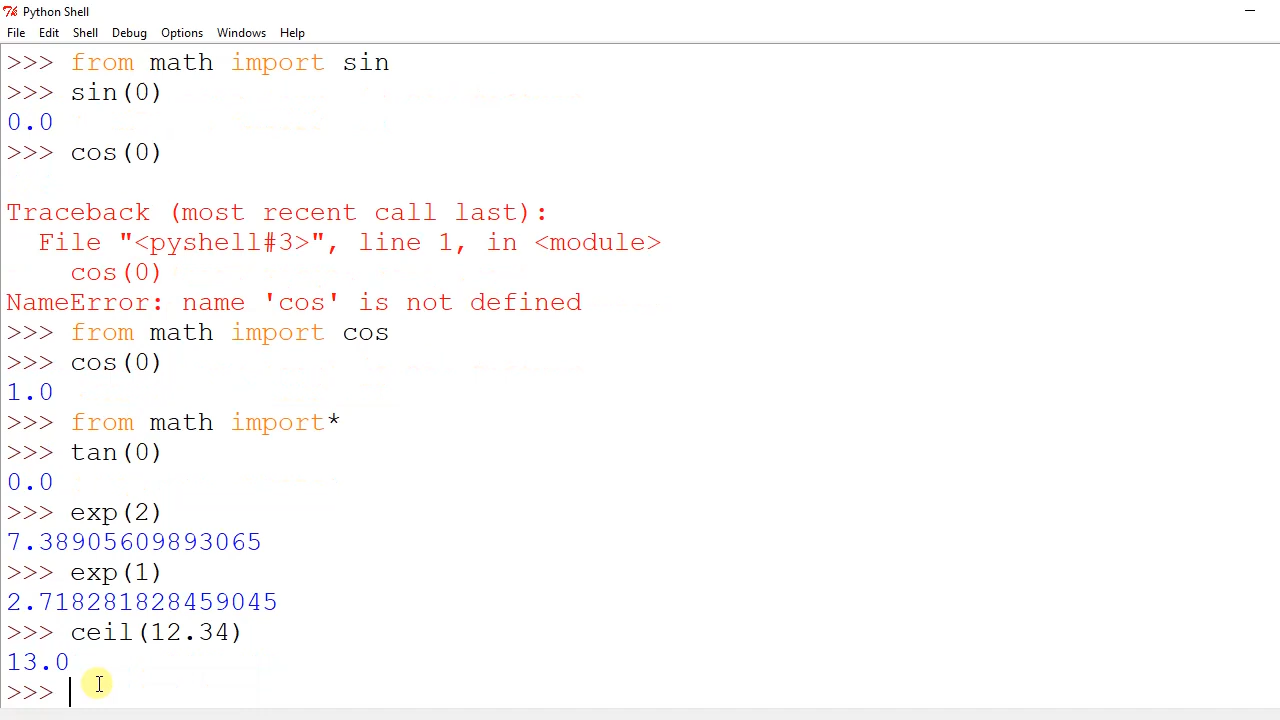 Python Shell
File Edit Shell Debug Options Windows Help
>>> from math import sin
>>> sin(0)
0.0
>>> cos(0)
Traceback (most recent call last):
  File "<pyshell#3>", line 1, in <module>
    cos(0)
NameError: name 'cos' is not defined
>>> from math import cos
>>> cos(0)
1.0
>>> from math import*
>>> tan(0)
0.0
>>> exp(2)
7.38905609893065
>>> exp(1)
2.718281828459045
>>> ceil(12.34)
13.0
>>>